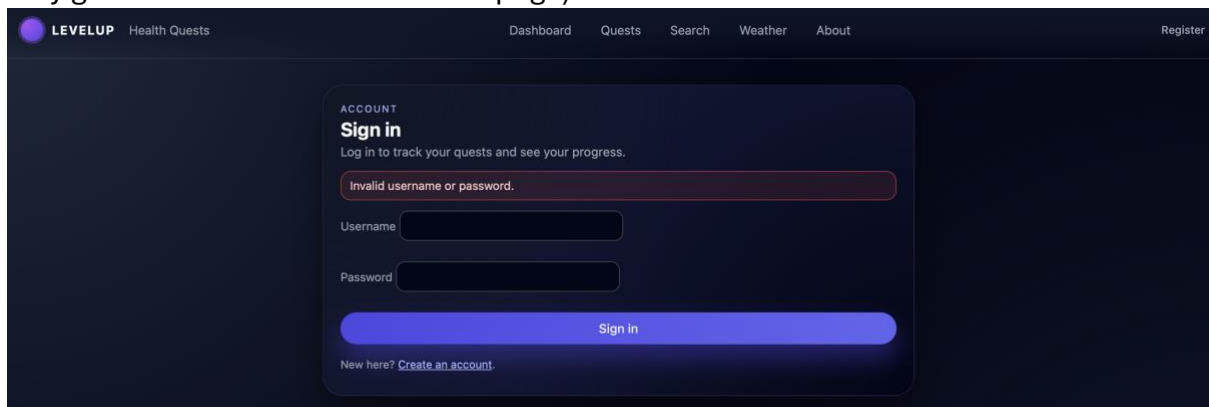 LEVELUP Health Quests Dashboard Quests Search Weather About Register
ACCOUNT
Sign in
Log in to track your quests and see your progress.
Invalid username or password.
Username
Password
Sign in
New here? Create an account.